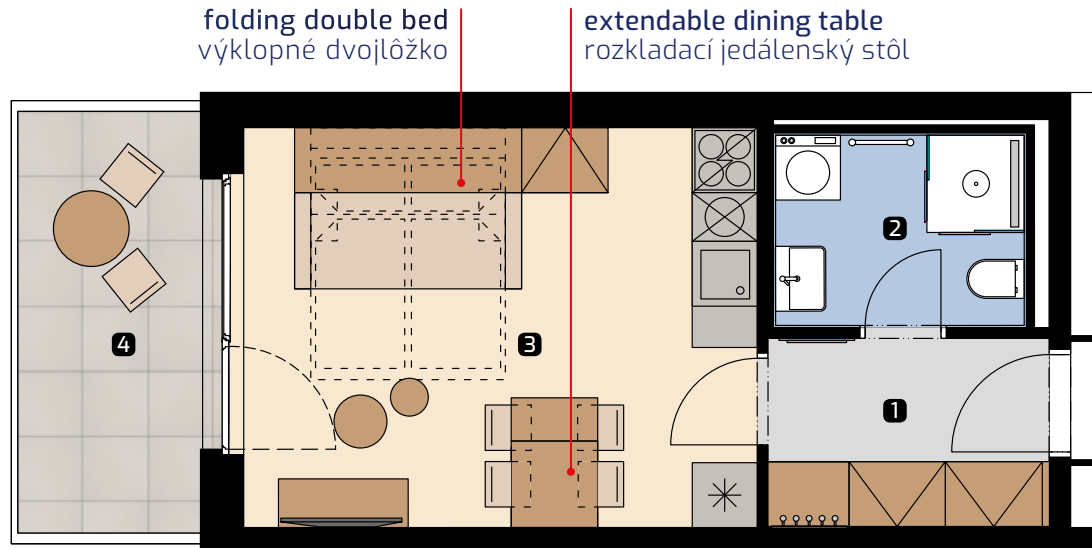 folding double bed
výklopné dvojlôžko
extendable dining table
rozkladací jedálenský stôl
2
3
4
1